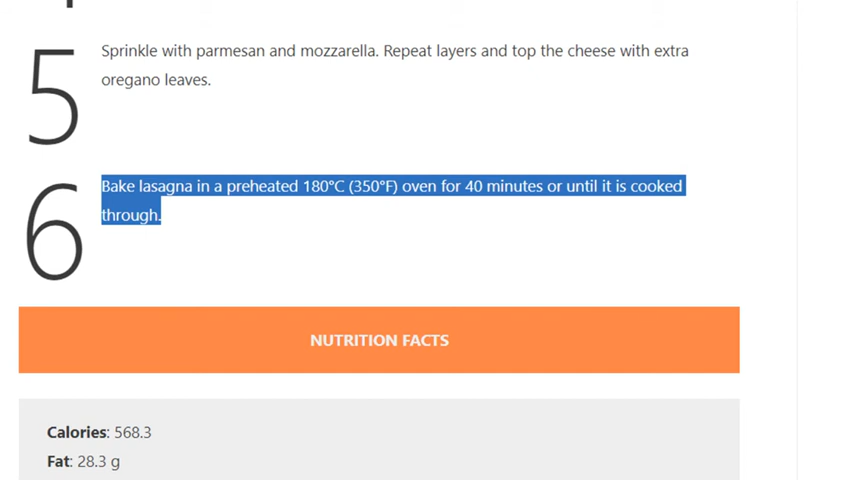 5
Sprinkle with parmesan and mozzarella. Repeat layers and top the cheese with extra
oregano leaves.
6
Bake lasagna in a preheated 180°C (350°F) oven for 40 minutes or until it is cooked
through.
NUTRITION FACTS
Calories: 568.3
Fat: 28.3 g